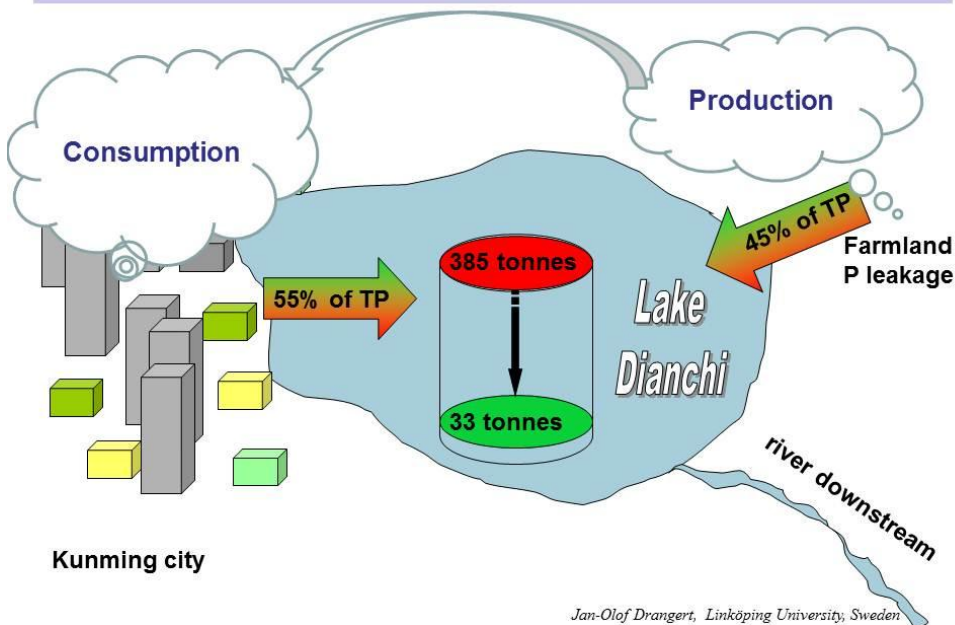 Production
Consumption
45% of TP
Farmland
P leakage
385 tonnes
55% of TP
Lake
Dianchi
33 tonnes
river downstream
Kunming city
Jan-Olof Drangert, Linköping University, Sweden